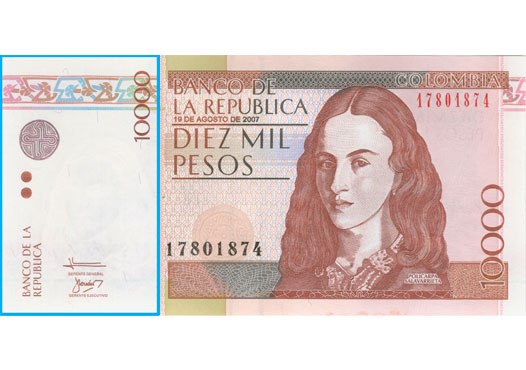 10000
BANCO DE LA
REPUBLICA
GERENTE GENERAL
GERENTE EJECUTIVO
BANCO DE
LA REPUBLICA
19 DE AGOSTO DE 2007
DIEZ MIL
PESOS
COLOMBIA
17801874
17801874
POLICARPA
SALAVARRIETA
10000